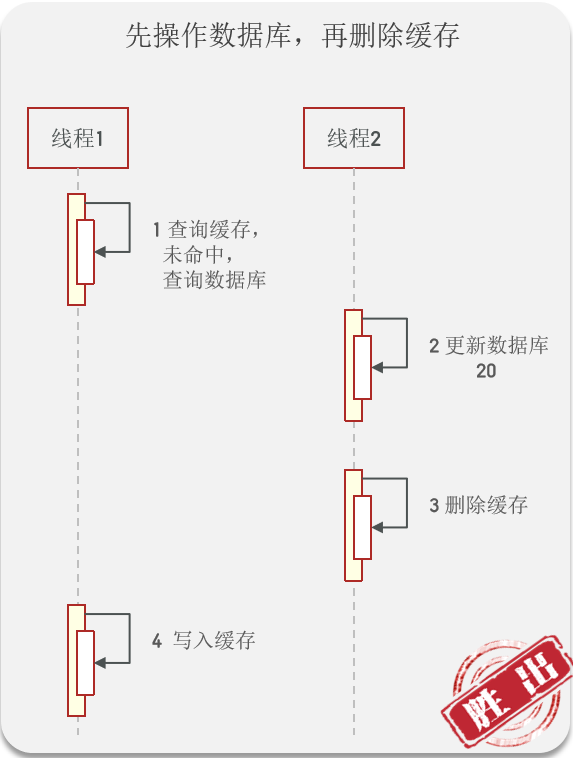 先操作数据库，再删除缓存
线程1
线程2
1 查询缓存，
未命中，
查询数据库
2 更新数据库
20
3 删除缓存
4 写入缓存
胜出